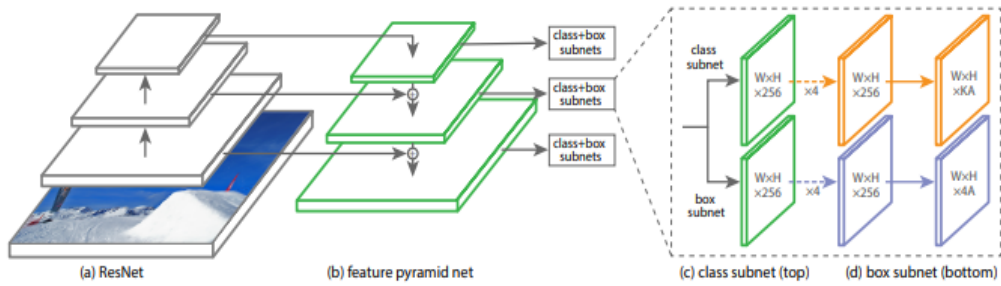 class+box
subnets
class+box
subnets
class+box
subnets
class
subnet
W×H
×256
×4
W×H
×256
W×H
×KA
W×H
×256
×4
W×H
×256
W×H
×4A
box
subnet
(a) ResNet
(b) feature pyramid net
(c) class subnet (top)
(d) box subnet (bottom)